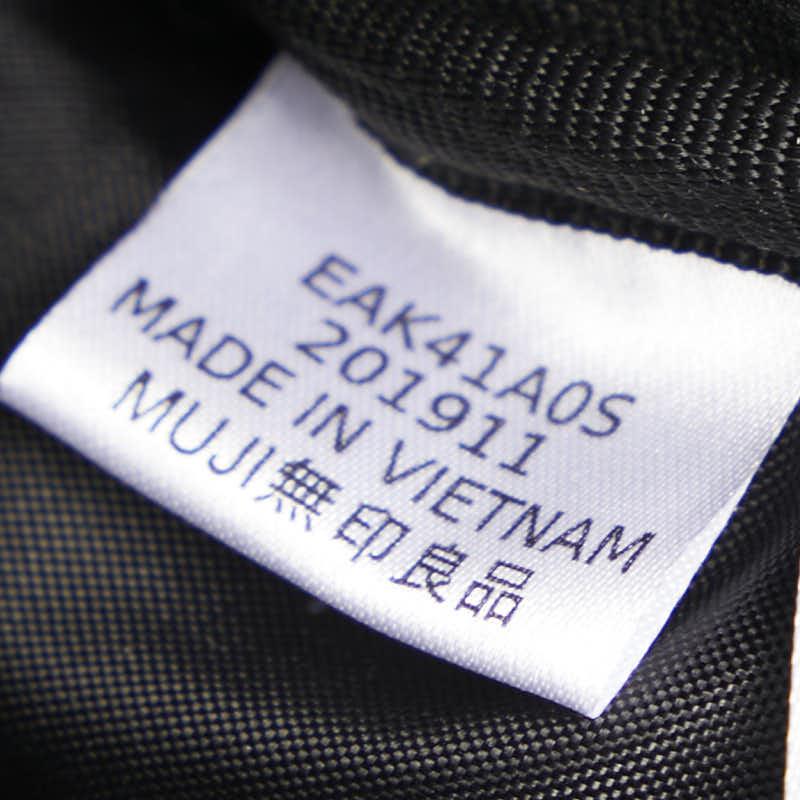 EAK41A0S
201911
MADE IN VIETNAM
MUJI無印良品